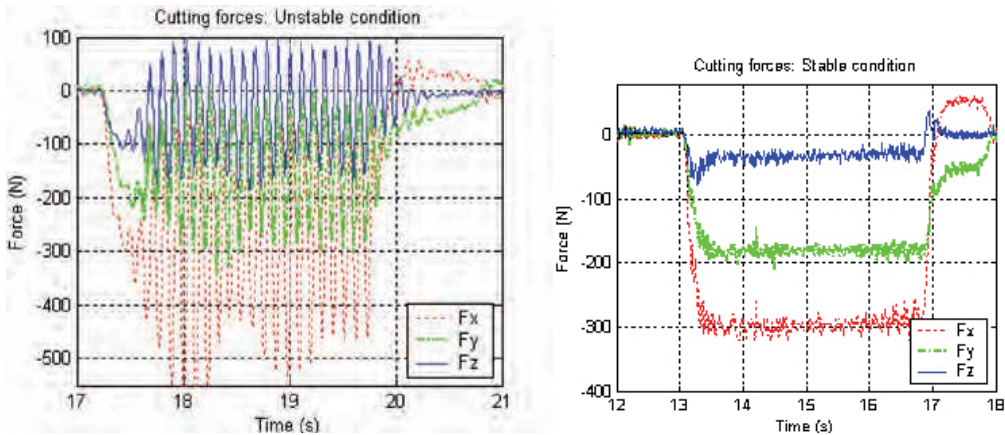 Cutting forces: Unstable condition
100
0
-100
-200
-300
-400
-500
Force (N)
17
18
19
20
21
Time (s)
Fx
Fy
Fz
Cutting forces: Stable condition
0
-100
-200
-300
-400
Force [N]
12
13
14
15
16
17
18
Time (s)
Fx
Fy
Fz